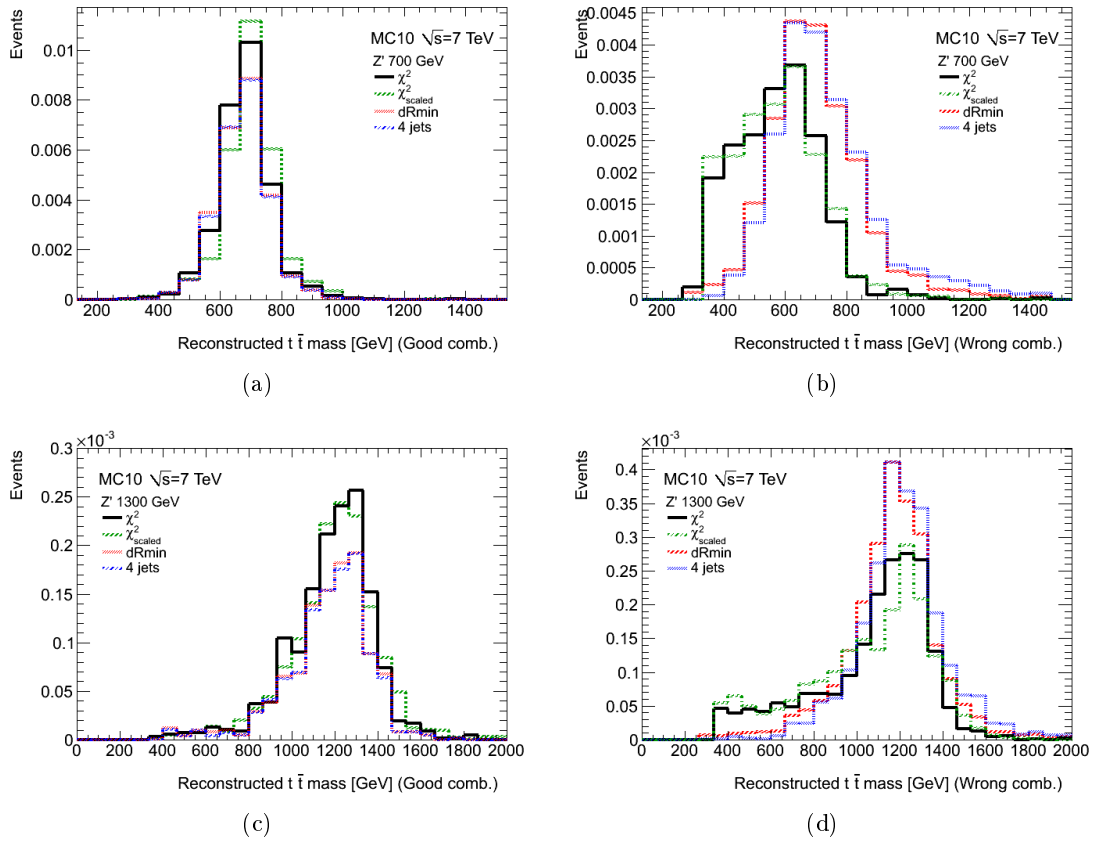 Events
0.01
0.008
0.006
0.004
0.002
0
200 400 600 800 1000 1200 1400
MC10 √s=7 TeV
Z' 700 GeV
χ²
χ²scaled
dRmin
4 jets
Reconstructed t t̄ mass [GeV] (Good comb.)
(a)
Events
0.0045
0.004
0.0035
0.003
0.0025
0.002
0.0015
0.001
0.0005
0
200 400 600 800 1000 1200 1400
MC10 √s=7 TeV
Z' 700 GeV
χ²
χ²scaled
dRmin
4 jets
Reconstructed t t̄ mass [GeV] (Wrong comb.)
(b)
Events
×10⁻³
0.3
0.25
0.2
0.15
0.1
0.05
0
0 200 400 600 800 1000 1200 1400 1600 1800 2000
MC10 √s=7 TeV
Z' 1300 GeV
χ²
χ²scaled
dRmin
4 jets
Reconstructed t t̄ mass [GeV] (Good comb.)
(c)
Events
×10⁻³
0.4
0.35
0.3
0.25
0.2
0.15
0.1
0.05
0
0 200 400 600 800 1000 1200 1400 1600 1800 2000
MC10 √s=7 TeV
Z' 1300 GeV
χ²
χ²scaled
dRmin
4 jets
Reconstructed t t̄ mass [GeV] (Wrong comb.)
(d)